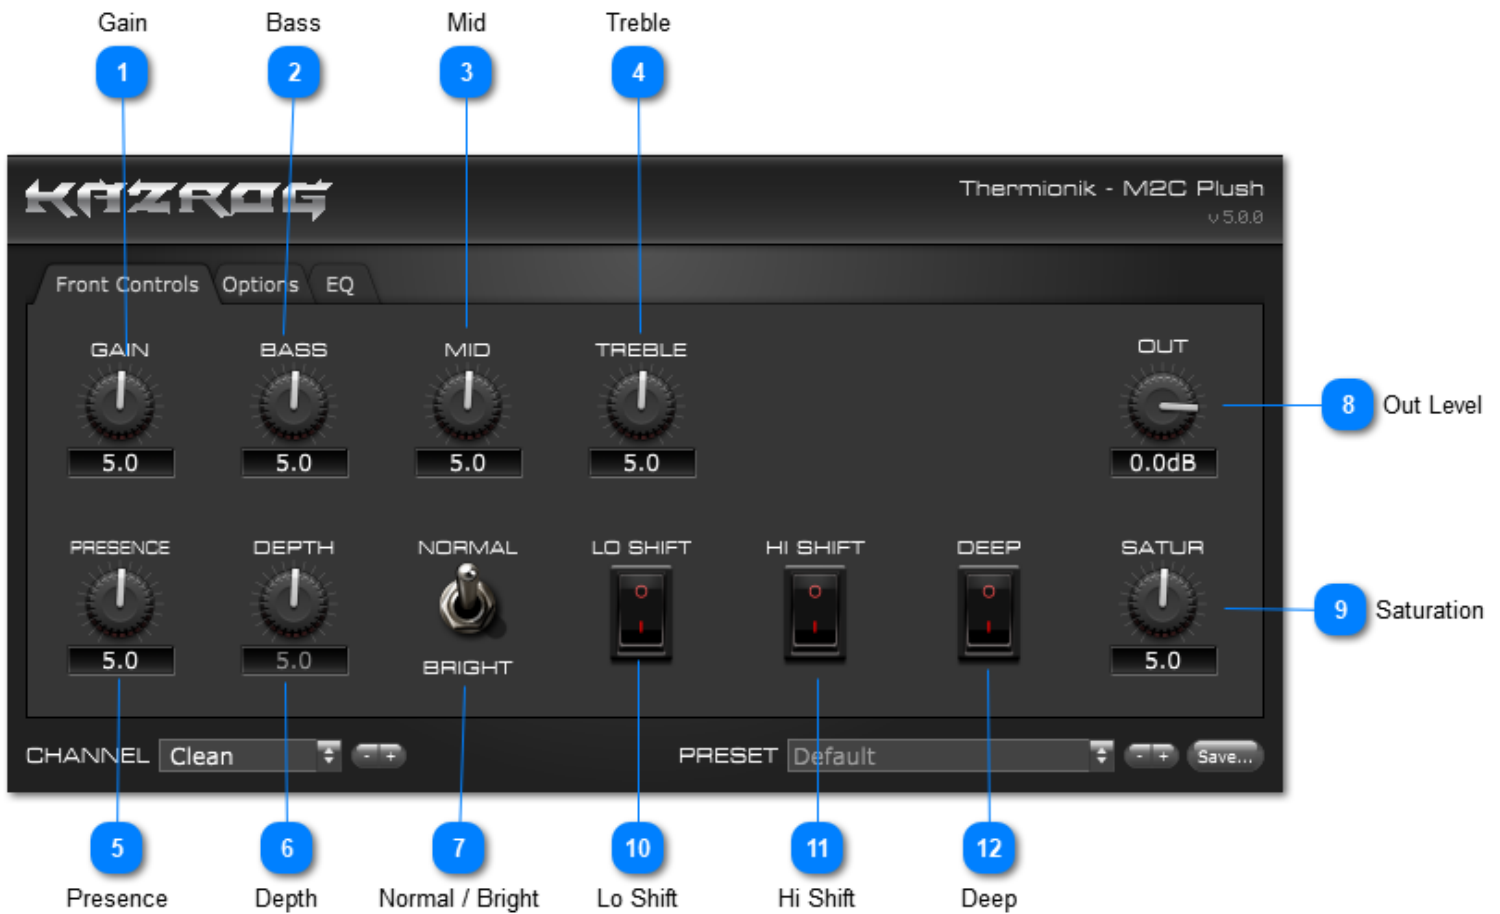 Gain Bass Mid Treble
1 2 3 4
KAZROG
Thermionik - M2C Plush
v 5.0.0
Front Controls Options EQ
GAIN BASS MID TREBLE OUT
8 Out Level
5.0 5.0 5.0 5.0 0.0dB
PRESENCE DEPTH NORMAL LO SHIFT HI SHIFT DEEP SATUR
O O O
9 Saturation
I I I
5.0 5.0 BRIGHT 5.0
CHANNEL Clean - + PRESET Default - + Save...
5 6 7 10 11 12
Presence Depth Normal / Bright Lo Shift Hi Shift Deep